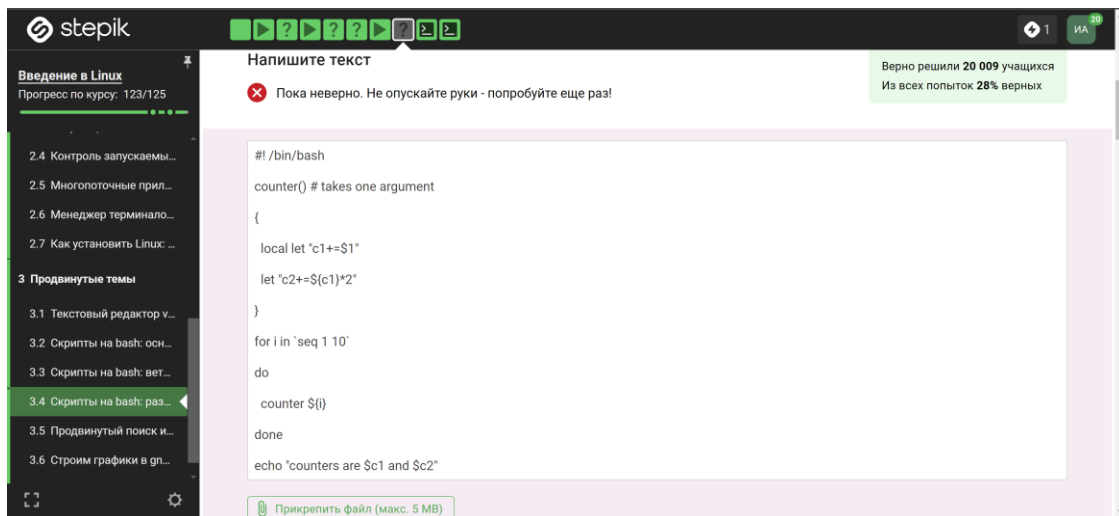 stepik
1
ИА
20
Введение в Linux
Прогресс по курсу: 123/125
2.4 Контроль запускаемы...
2.5 Многопоточные прил...
2.6 Менеджер терминало...
2.7 Как установить Linux: ...
3 Продвинутые темы
3.1 Текстовый редактор v...
3.2 Скрипты на bash: осн...
3.3 Скрипты на bash: вет...
3.4 Скрипты на bash: раз...
3.5 Продвинутый поиск и...
3.6 Строим графики в gn...
Напишите текст
Пока неверно. Не опускайте руки - попробуйте еще раз!
Верно решили 20 009 учащихся
Из всех попыток 28% верных
#! /bin/bash
counter() # takes one argument
{
local let "c1+=$1"
let "c2+=${c1}*2"
}
for i in `seq 1 10`
do
counter ${i}
done
echo "counters are $c1 and $c2"
Прикрепить файл (макс. 5 MB)